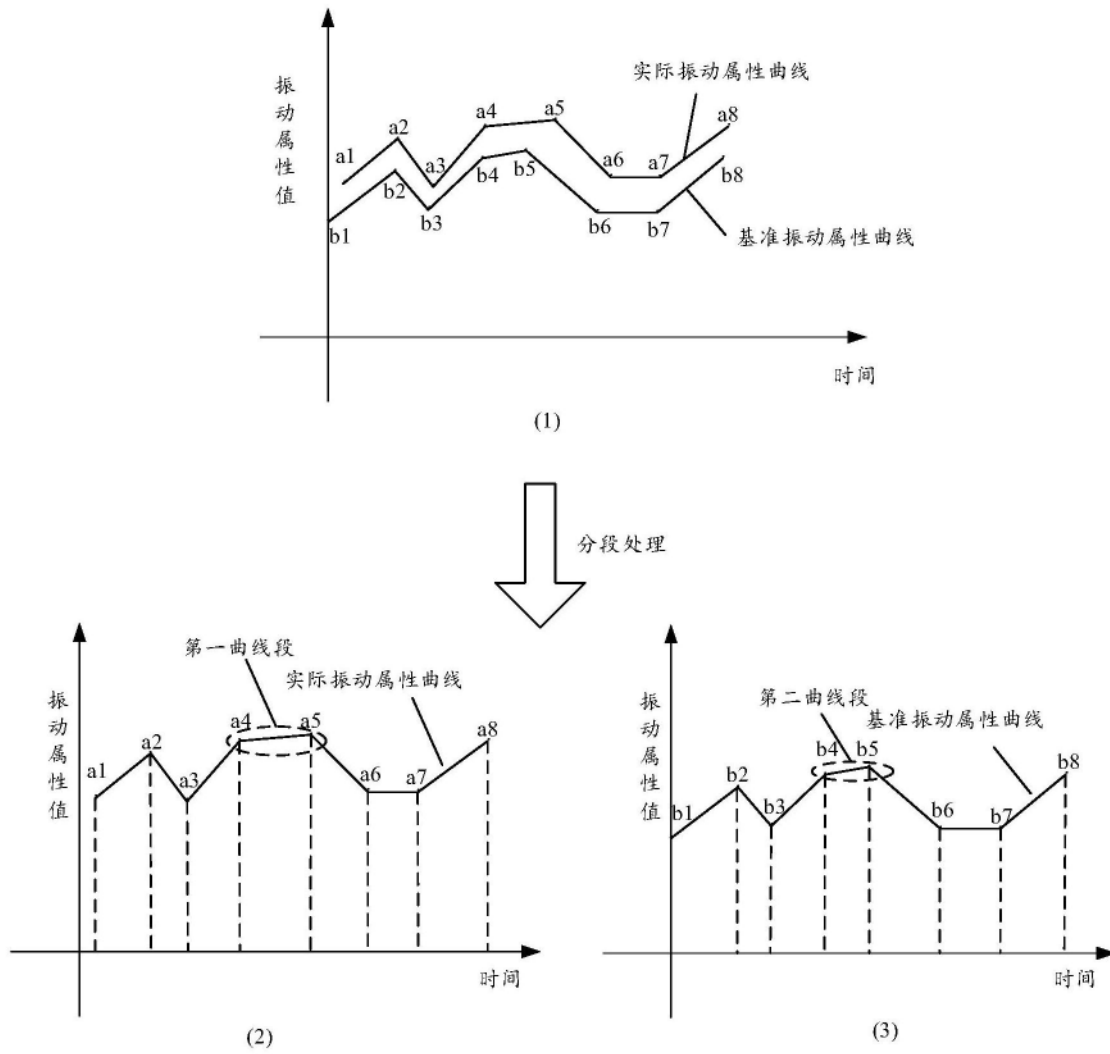 振动属性值
实际振动属性曲线
a1
a2
a3
a4
a5
a6
a7
a8
b1
b2
b3
b4
b5
b6
b7
b8
基准振动属性曲线
时间
(1)
分段处理
振动属性值
第一曲线段
实际振动属性曲线
a1
a2
a3
a4
a5
a6
a7
a8
时间
(2)
振动属性值
第二曲线段
基准振动属性曲线
b1
b2
b3
b4
b5
b6
b7
b8
时间
(3)